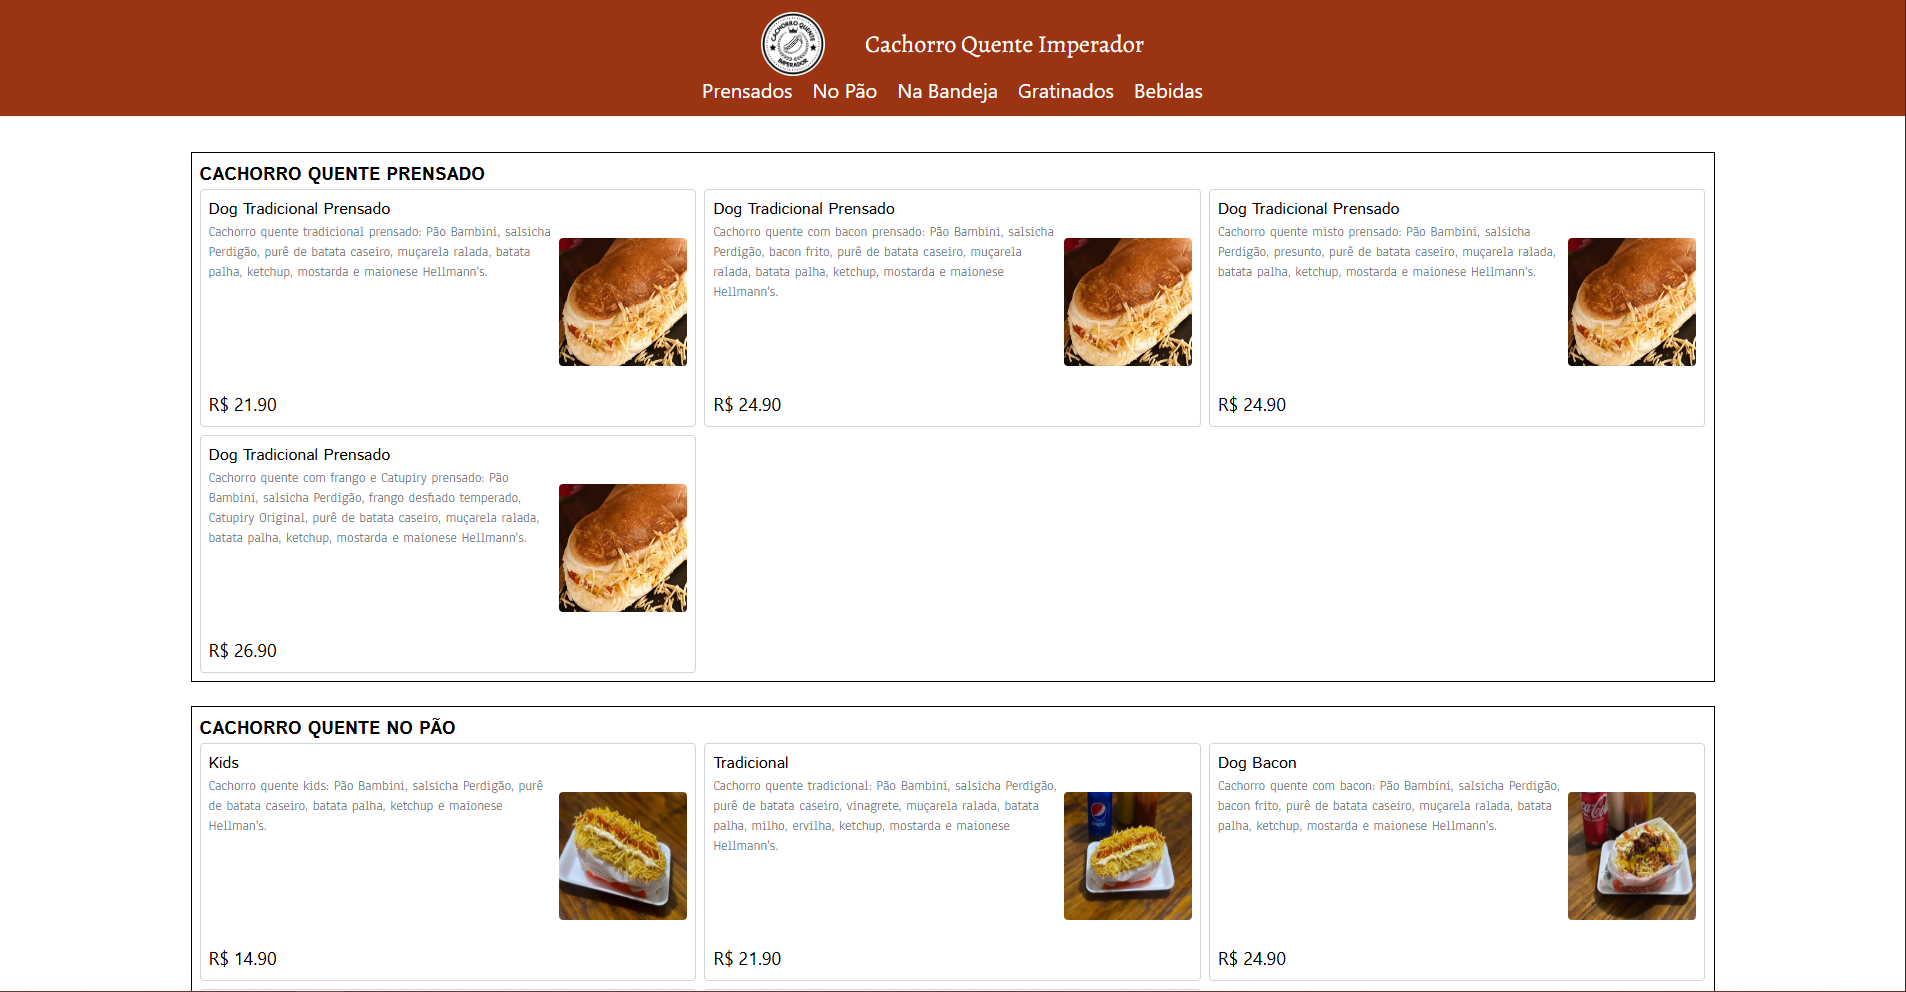 CACHORRO QUENTE
IMPERADOR
Cachorro Quente Imperador
Prensados No Pão Na Bandeja Gratinados Bebidas
CACHORRO QUENTE PRENSADO
Dog Tradicional Prensado
Cachorro quente tradicional prensado: Pão Bambini, salsicha
Perdigão, purê de batata caseiro, muçarela ralada, batata
palha, ketchup, mostarda e maionese Hellmann's.
R$ 21.90
Dog Tradicional Prensado
Cachorro quente com bacon prensado: Pão Bambini, salsicha
Perdigão, bacon frito, purê de batata caseiro, muçarela
ralada, batata palha, ketchup, mostarda e maionese
Hellmann's.
R$ 24.90
Dog Tradicional Prensado
Cachorro quente misto prensado: Pão Bambini, salsicha
Perdigão, presunto, purê de batata caseiro, muçarela ralada,
batata palha, ketchup, mostarda e maionese Hellmann's.
R$ 24.90
Dog Tradicional Prensado
Cachorro quente com frango e Catupiry prensado: Pão
Bambini, salsicha Perdigão, frango desfiado temperado,
Catupiry Original, purê de batata caseiro, muçarela ralada,
batata palha, ketchup, mostarda e maionese Hellmann's.
R$ 26.90
CACHORRO QUENTE NO PÃO
Kids
Cachorro quente kids: Pão Bambini, salsicha Perdigão, purê
de batata caseiro, batata palha, ketchup e maionese
Hellman's.
R$ 14.90
Tradicional
Cachorro quente tradicional: Pão Bambini, salsicha Perdigão,
purê de batata caseiro, vinagrete, muçarela ralada, batata
palha, milho, ervilha, ketchup, mostarda e maionese
Hellmann's.
R$ 21.90
Dog Bacon
Cachorro quente com bacon: Pão Bambini, salsicha Perdigão,
bacon frito, purê de batata caseiro, muçarela ralada, batata
palha, ketchup, mostarda e maionese Hellmann's.
R$ 24.90